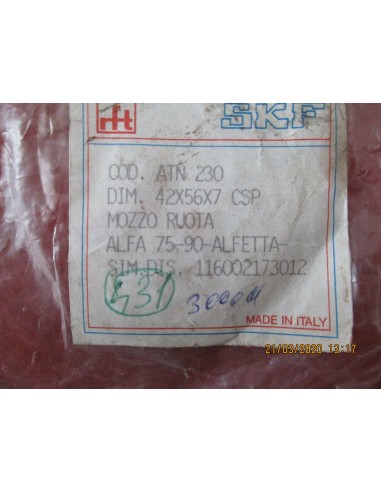 rft SKF
COD. ATN 230
DIM. 42X56X7 CSP
MOZZO RUOTA
ALFA 75-90-ALFETTA-
SIM.DIS. 116002173012
431
MADE IN ITALY
21/03/2020 13:17